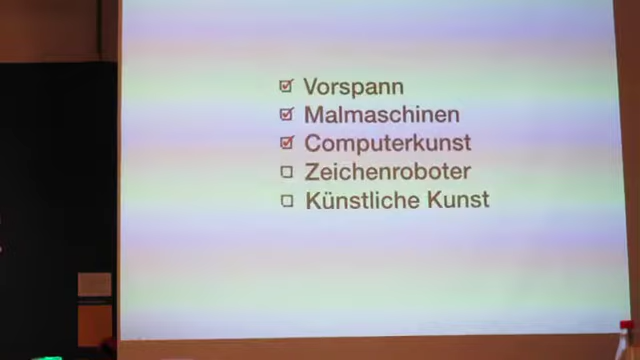 ☑ Vorspann
☑ Malmaschinen
☑ Computerkunst
☐ Zeichenroboter
☐ Künstliche Kunst